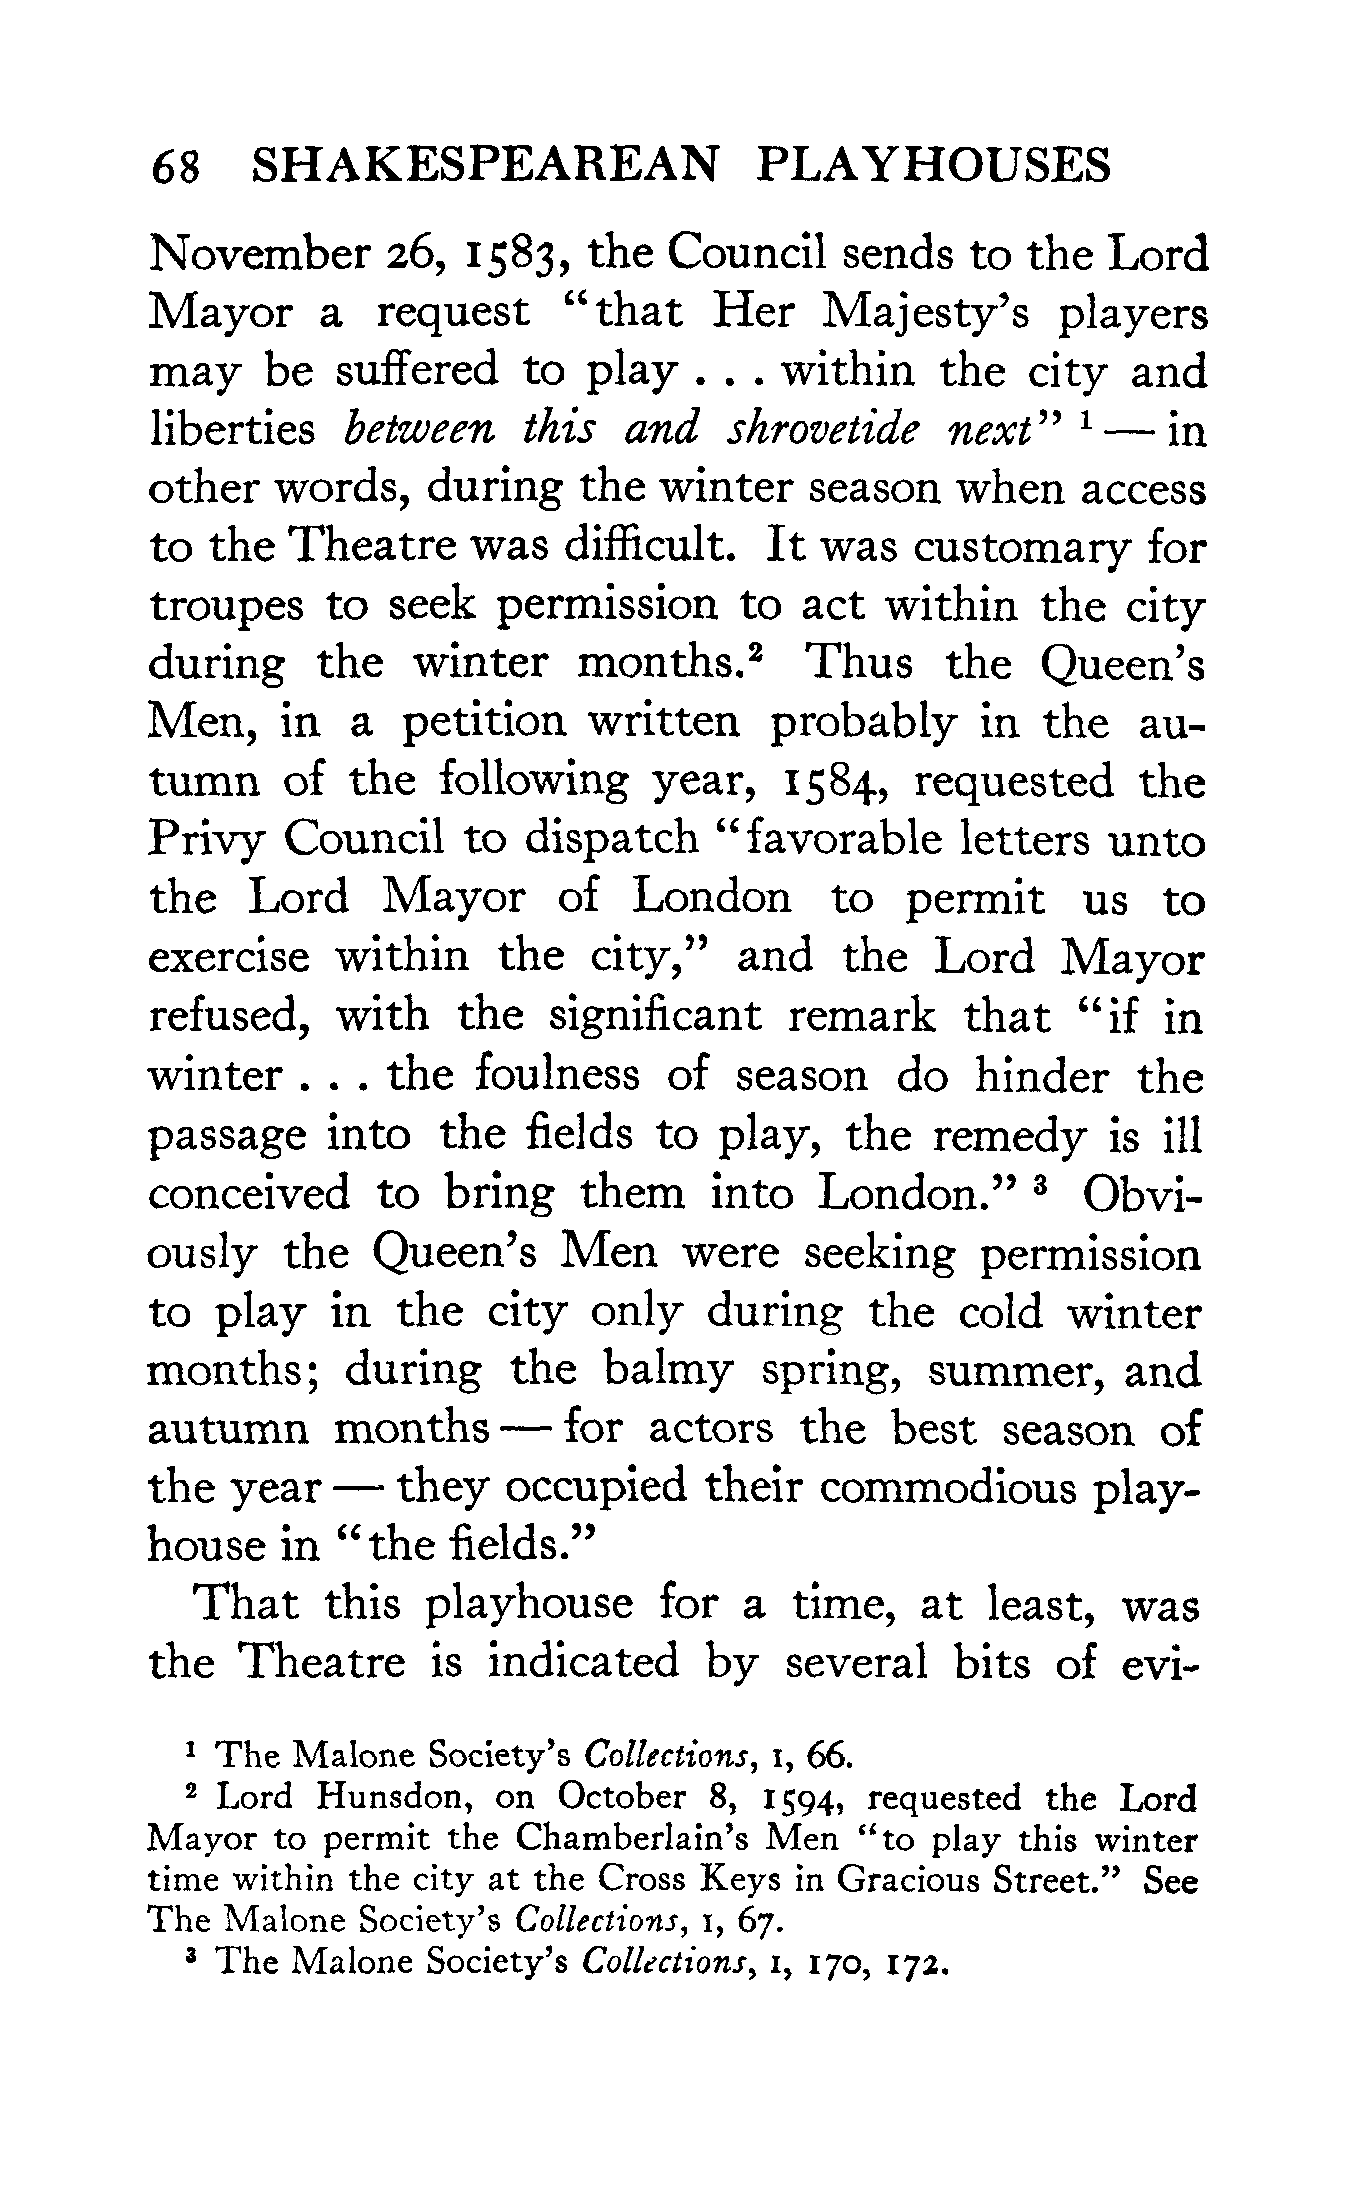 68 SHAKESPEAREAN PLAYHOUSES
November 26, 1583, the Council sends to the Lord
Mayor a request “that Her Majesty’s players
may be suffered to play . . . within the city and
liberties between this and shrovetide next” ¹ — in
other words, during the winter season when access
to the Theatre was difficult. It was customary for
troupes to seek permission to act within the city
during the winter months.² Thus the Queen’s
Men, in a petition written probably in the au-
tumn of the following year, 1584, requested the
Privy Council to dispatch “favorable letters unto
the Lord Mayor of London to permit us to
exercise within the city,” and the Lord Mayor
refused, with the significant remark that “if in
winter . . . the foulness of season do hinder the
passage into the fields to play, the remedy is ill
conceived to bring them into London.” ³ Obvi-
ously the Queen’s Men were seeking permission
to play in the city only during the cold winter
months; during the balmy spring, summer, and
autumn months — for actors the best season of
the year — they occupied their commodious play-
house in “the fields.”
That this playhouse for a time, at least, was
the Theatre is indicated by several bits of evi-
¹ The Malone Society’s Collections, I, 66.
² Lord Hunsdon, on October 8, 1594, requested the Lord
Mayor to permit the Chamberlain’s Men “to play this winter
time within the city at the Cross Keys in Gracious Street.” See
The Malone Society’s Collections, I, 67.
³ The Malone Society’s Collections, I, 170, 172.